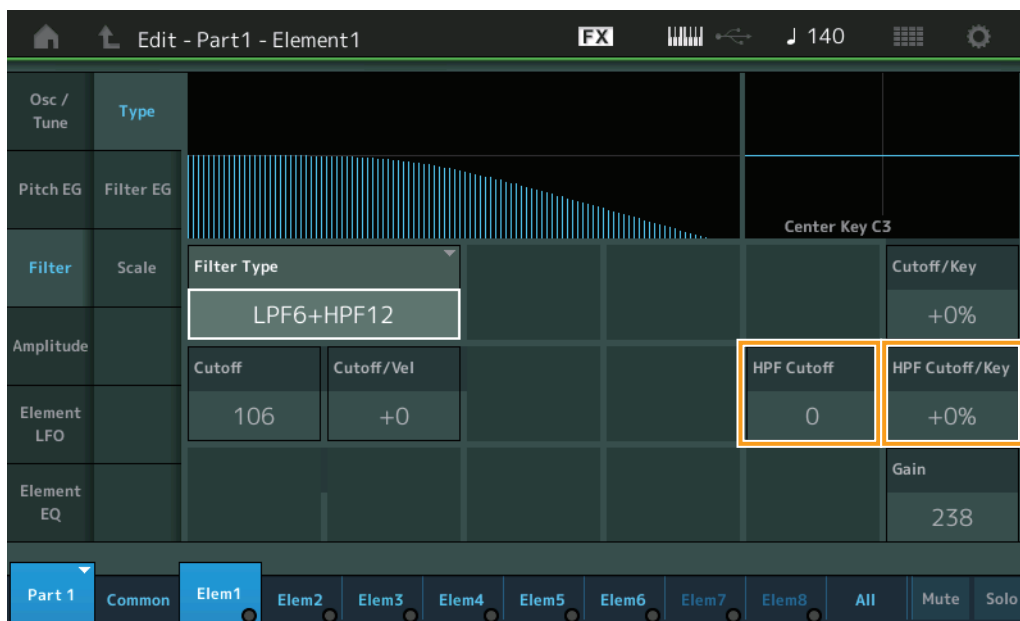 Edit - Part1 - Element1
FX
♩ 140
Osc /
Tune
Type
Pitch EG
Filter EG
Center Key C3
Filter
Scale
Filter Type
LPF6+HPF12
Cutoff/Key
+0%
Amplitude
Cutoff
106
Cutoff/Vel
+0
HPF Cutoff
0
HPF Cutoff/Key
+0%
Element
LFO
Element
EQ
Gain
238
Part 1
Common
Elem1
Elem2
Elem3
Elem4
Elem5
Elem6
Elem7
Elem8
All
Mute
Solo